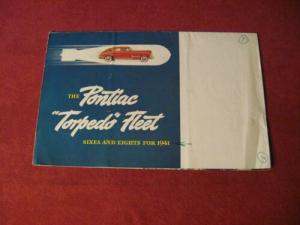 THE Pontiac
"Torpedo" Fleet
SIXES AND EIGHTS FOR 1941